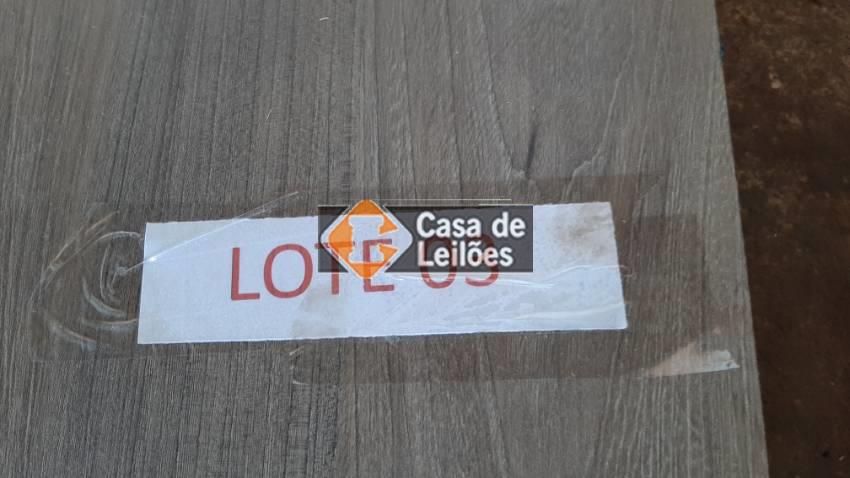 LOTE 03
Casa de
Leilões